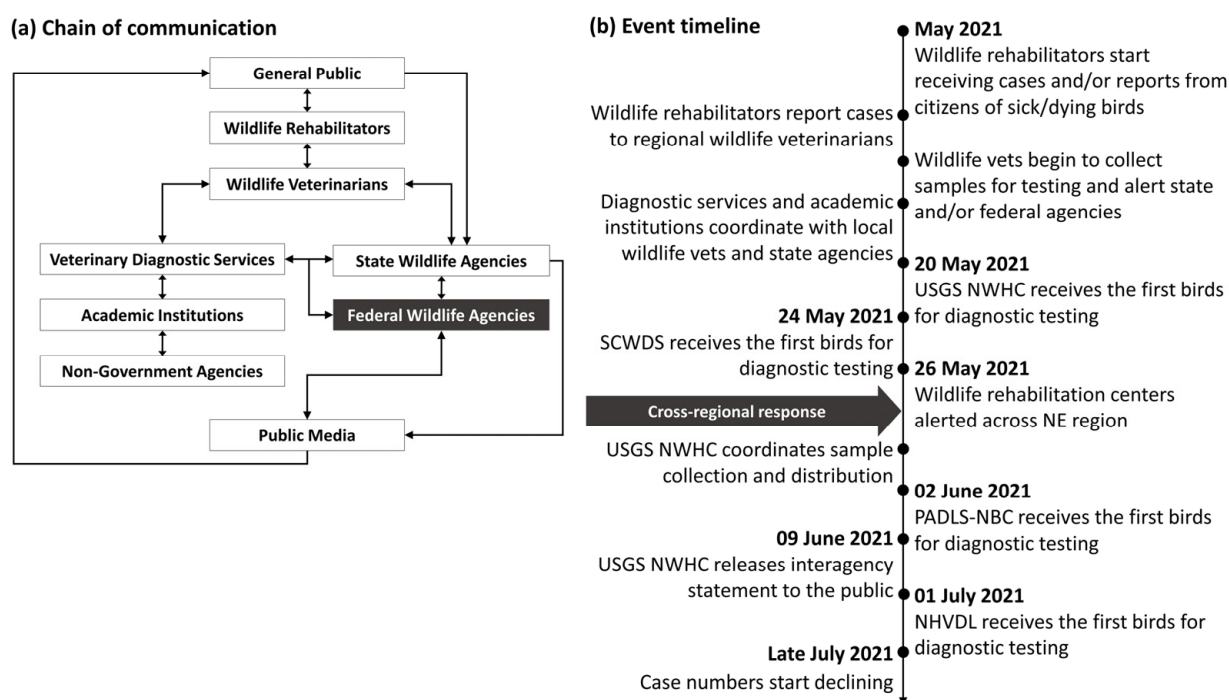 (a) Chain of communication
General Public
Wildlife Rehabilitators
Wildlife Veterinarians
Veterinary Diagnostic Services
State Wildlife Agencies
Academic Institutions
Federal Wildlife Agencies
Non-Government Agencies
Public Media
(b) Event timeline
May 2021
Wildlife rehabilitators start
receiving cases and/or reports from
citizens of sick/dying birds
Wildlife rehabilitators report cases
to regional wildlife veterinarians
Wildlife vets begin to collect
samples for testing and alert state
and/or federal agencies
Diagnostic services and academic
institutions coordinate with local
wildlife vets and state agencies
20 May 2021
USGS NWHC receives the first birds
for diagnostic testing
24 May 2021
SCWDS receives the first birds for
diagnostic testing
26 May 2021
Wildlife rehabilitation centers
alerted across NE region
Cross-regional response
USGS NWHC coordinates sample
collection and distribution
02 June 2021
PADLS-NBC receives the first birds
for diagnostic testing
09 June 2021
USGS NWHC releases interagency
statement to the public
01 July 2021
NHVDL receives the first birds for
diagnostic testing
Late July 2021
Case numbers start declining